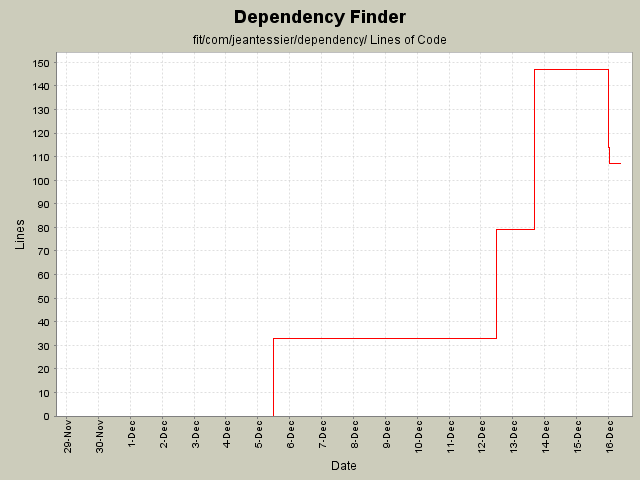 Dependency Finder
fit/com/jeantessier/dependency/ Lines of Code
150
140
130
120
110
100
90
80
70
60
50
40
30
20
10
0
Lines
29-Nov
30-Nov
1-Dec
2-Dec
3-Dec
4-Dec
5-Dec
6-Dec
7-Dec
8-Dec
9-Dec
10-Dec
11-Dec
12-Dec
13-Dec
14-Dec
15-Dec
16-Dec
Date